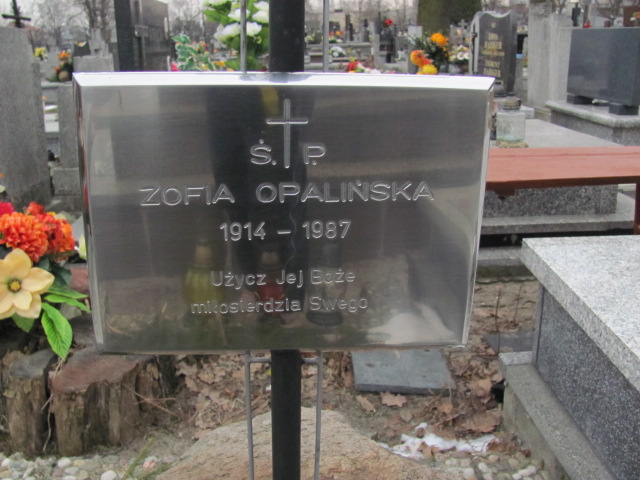 Ś. P.
ZOFIA OPALIŃSKA
1914 - 1987
Użycz Jej Boże
miłosierdzia Swego